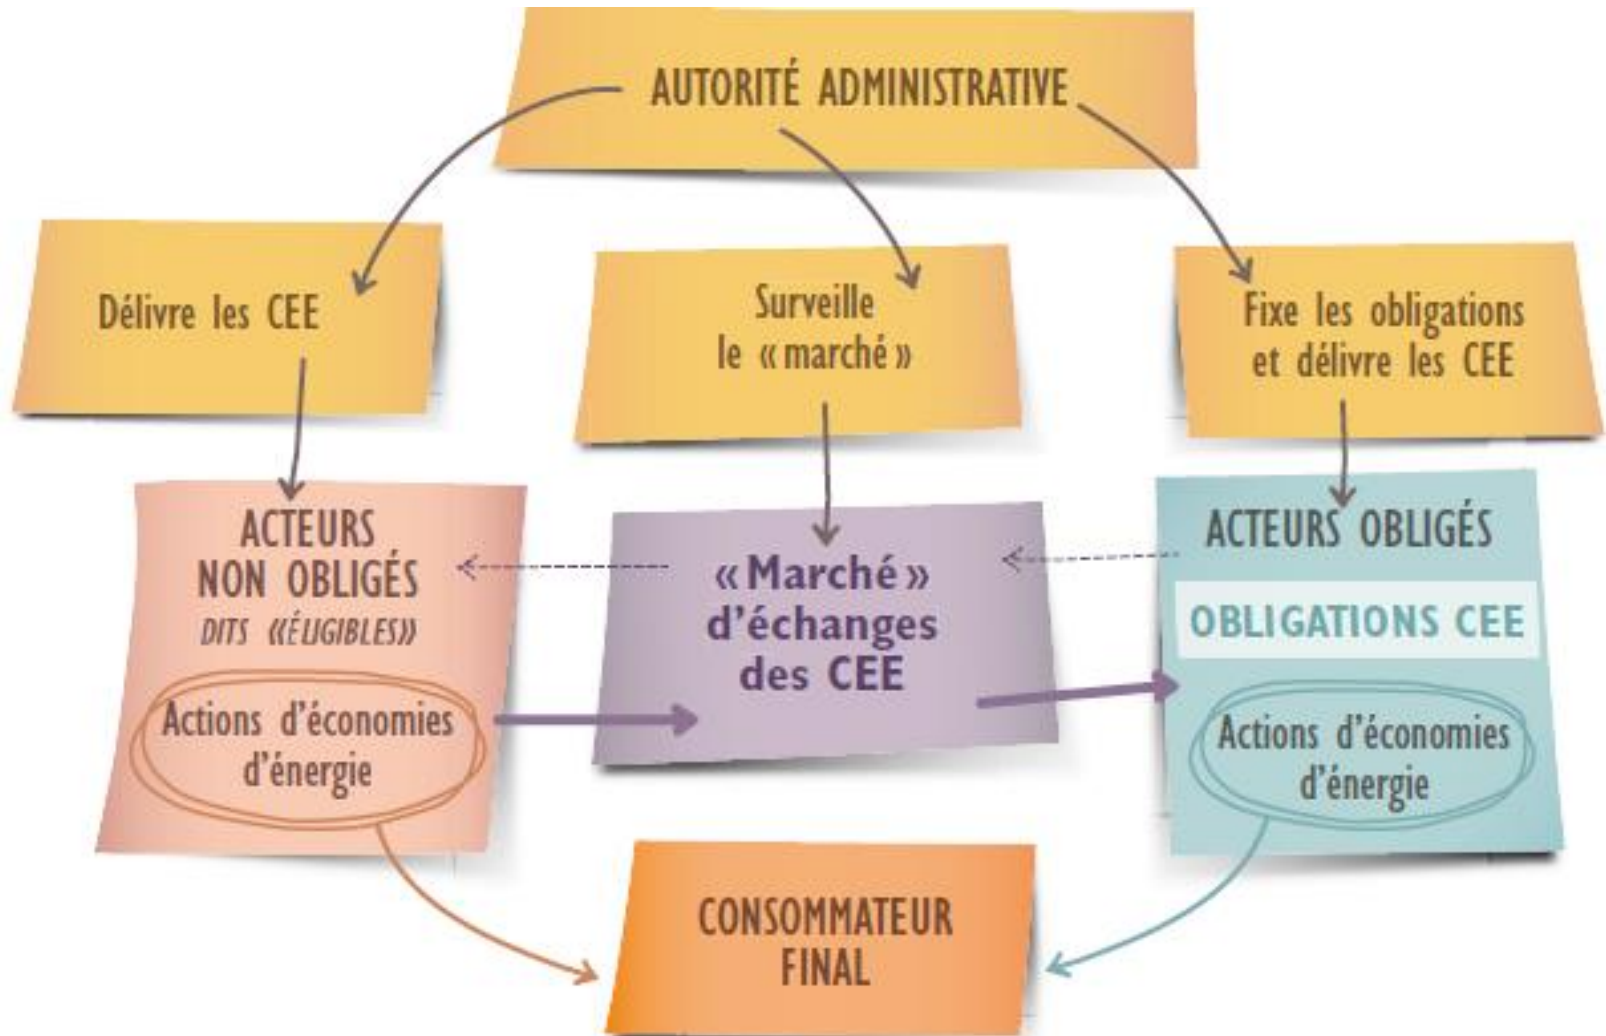 AUTORITÉ ADMINISTRATIVE
Délivre les CEE
Surveille
le « marché »
Fixe les obligations
et délivre les CEE
ACTEURS
NON OBLIGÉS
DITS «ÉLIGIBLES»
Actions d'économies
d'énergie
« Marché »
d'échanges
des CEE
ACTEURS OBLIGÉS
OBLIGATIONS CEE
Actions d'économies
d'énergie
CONSOMMATEUR
FINAL